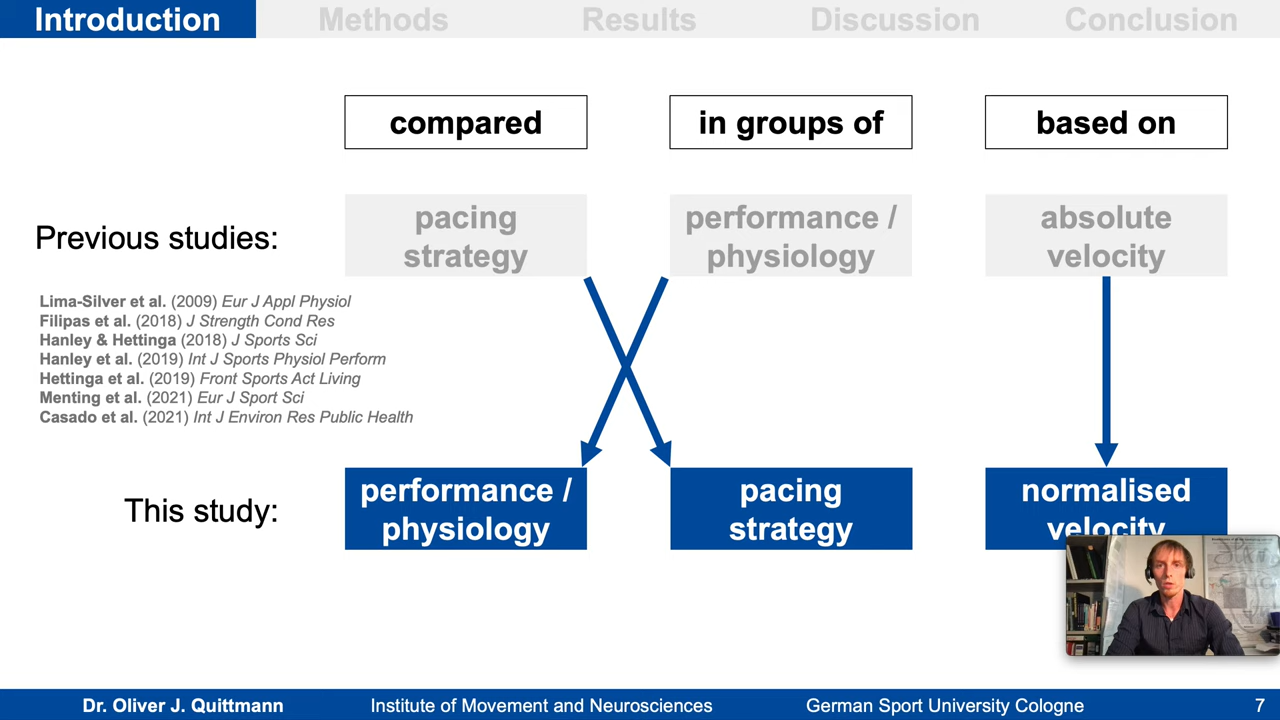 Introduction Methods Results Discussion Conclusion
compared in groups of based on
Previous studies:
pacing strategy
performance / physiology
absolute velocity
Lima-Silver et al. (2009) Eur J Appl Physiol
Filipas et al. (2018) J Strength Cond Res
Hanley & Hettinga (2018) J Sports Sci
Hanley et al. (2019) Int J Sports Physiol Perform
Hettinga et al. (2019) Front Sports Act Living
Menting et al. (2021) Eur J Sport Sci
Casado et al. (2021) Int J Environ Res Public Health
This study:
performance / physiology
pacing strategy
normalised velocity
Dr. Oliver J. Quittmann Institute of Movement and Neurosciences German Sport University Cologne 7